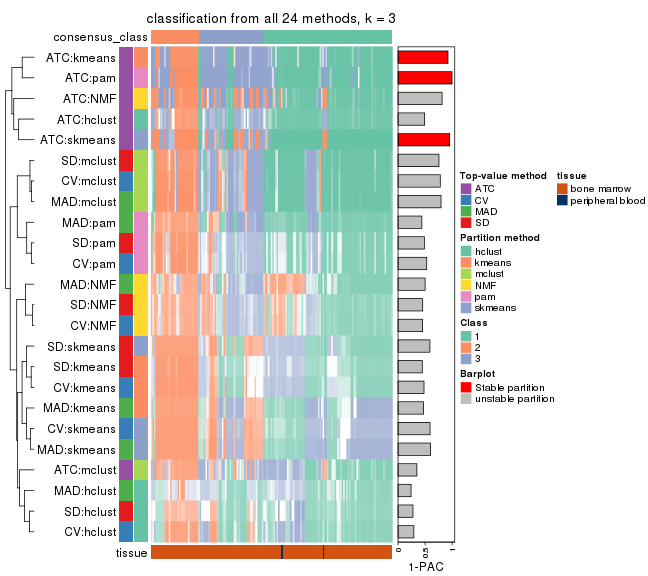 classification from all 24 methods, k = 3
consensus_class
ATC:kmeans
ATC:pam
ATC:NMF
ATC:hclust
ATC:skmeans
SD:mclust
CV:mclust
MAD:mclust
MAD:pam
SD:pam
CV:pam
MAD:NMF
SD:NMF
CV:NMF
SD:skmeans
SD:kmeans
CV:kmeans
MAD:kmeans
CV:skmeans
MAD:skmeans
ATC:mclust
MAD:hclust
SD:hclust
CV:hclust
tissue
0
0.5
1
1-PAC
Top-value method
ATC
CV
MAD
SD
Partition method
hclust
kmeans
mclust
NMF
pam
skmeans
Class
1
2
3
Barplot
Stable partition
unstable partition
tissue
bone marrow
peripheral blood